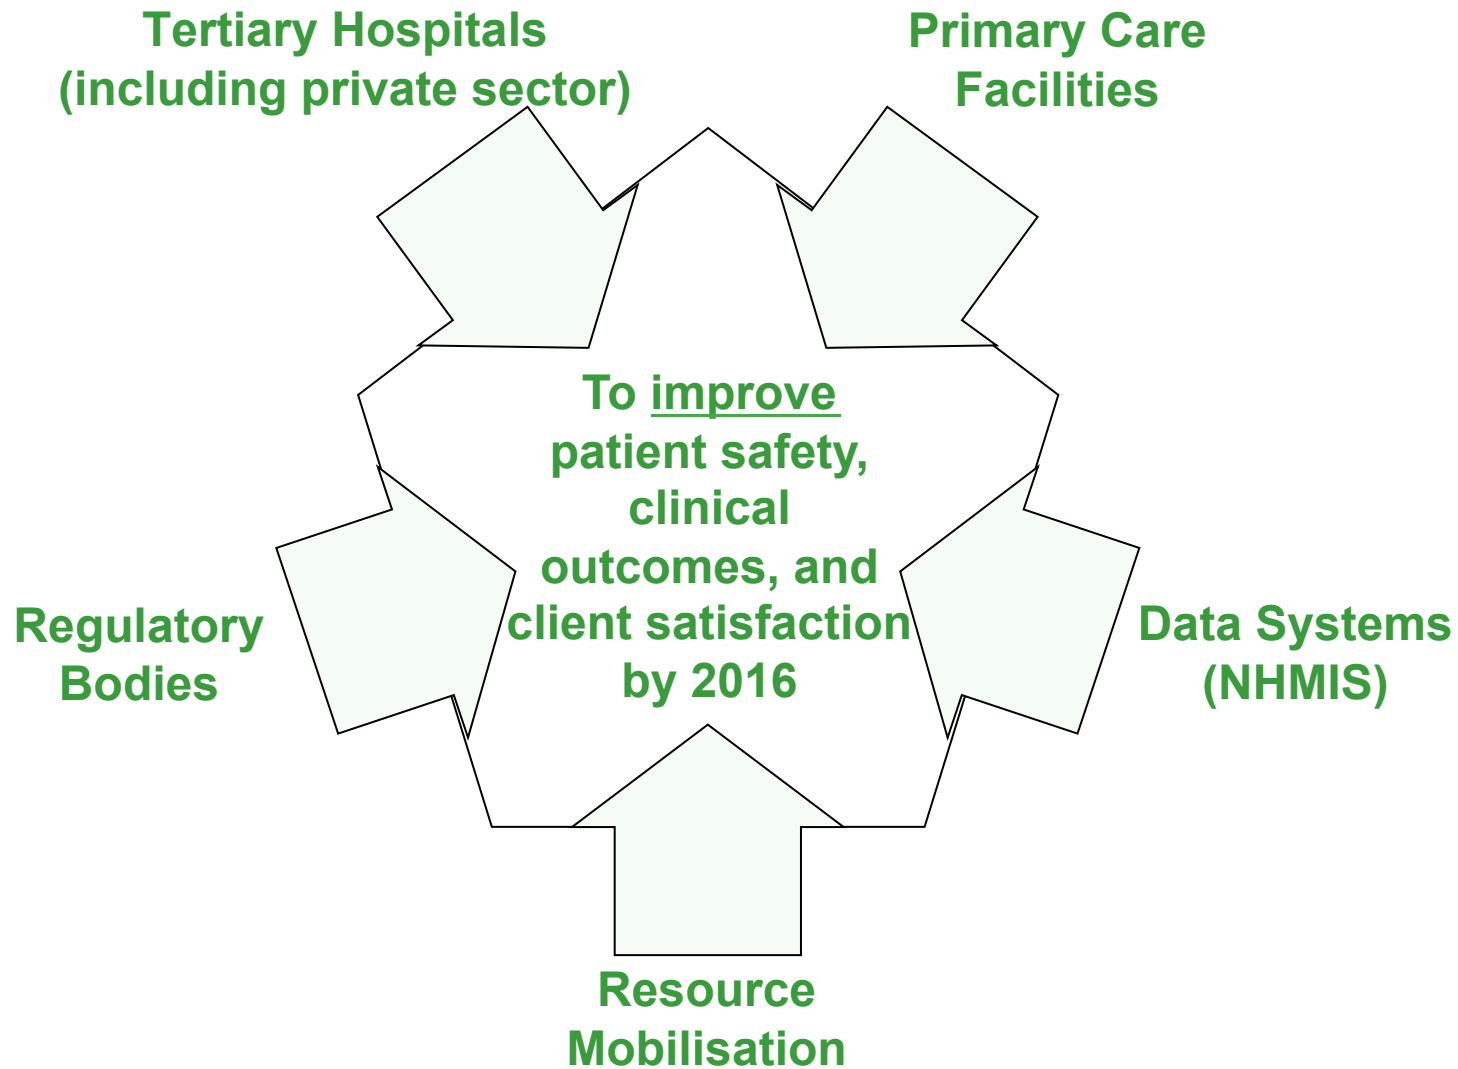 Tertiary Hospitals
(including private sector)
Primary Care
Facilities
To improve
patient safety,
clinical
outcomes, and
client satisfaction
by 2016
Regulatory
Bodies
Data Systems
(NHMIS)
Resource
Mobilisation